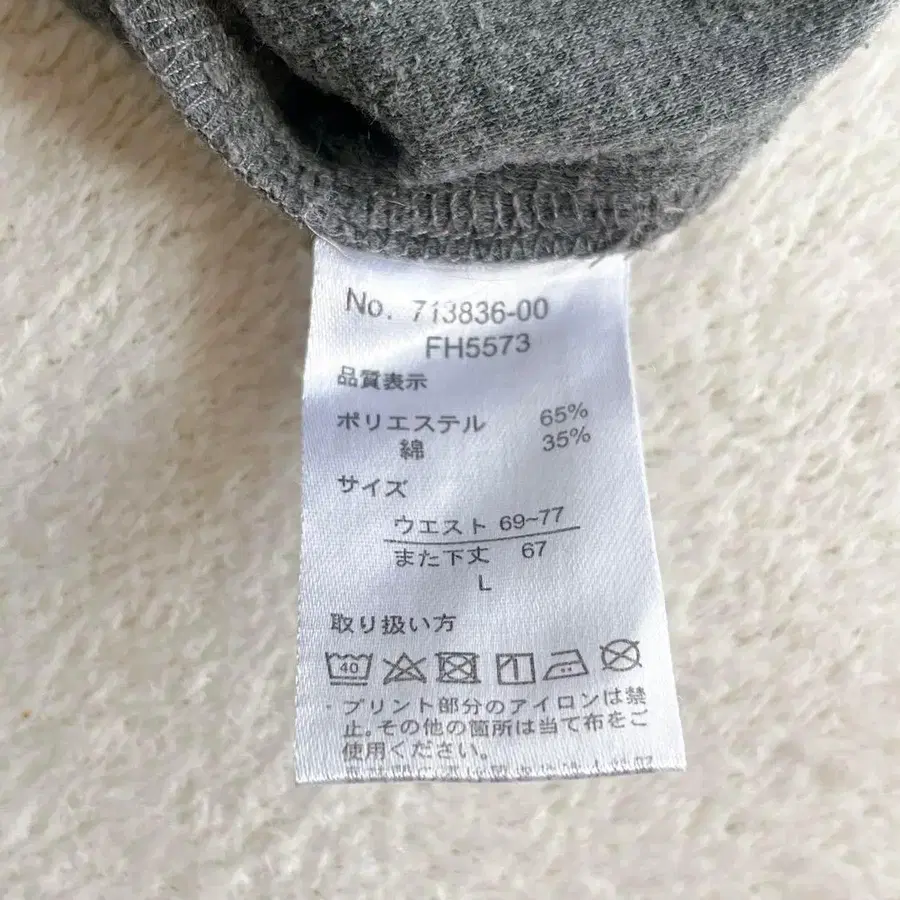 No. 713836-00
FH5573
品質表示
ポリエステル 65%
綿 35%
サイズ
ウエスト 69~77
また下丈 67
L
取り扱い方
40
・プリント部分のアイロンは禁
止。その他の箇所は当て布をご
使用ください。